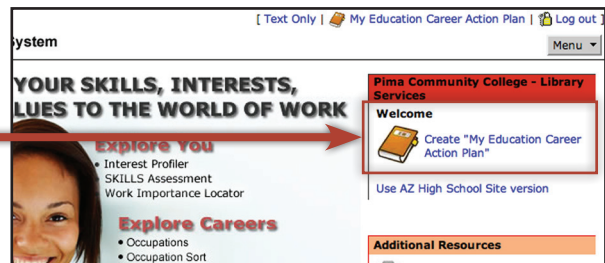 [ Text Only | My Education Career Action Plan | Log out ]
System
Menu
YOUR SKILLS, INTERESTS,
LUES TO THE WORLD OF WORK
Explore You
• Interest Profiler
• SKILLS Assessment
Work Importance Locator
Explore Careers
• Occupations
• Occupation Sort
Pima Community College - Library
Services
Welcome
Create "My Education Career
Action Plan"
Use AZ High School Site version
Additional Resources